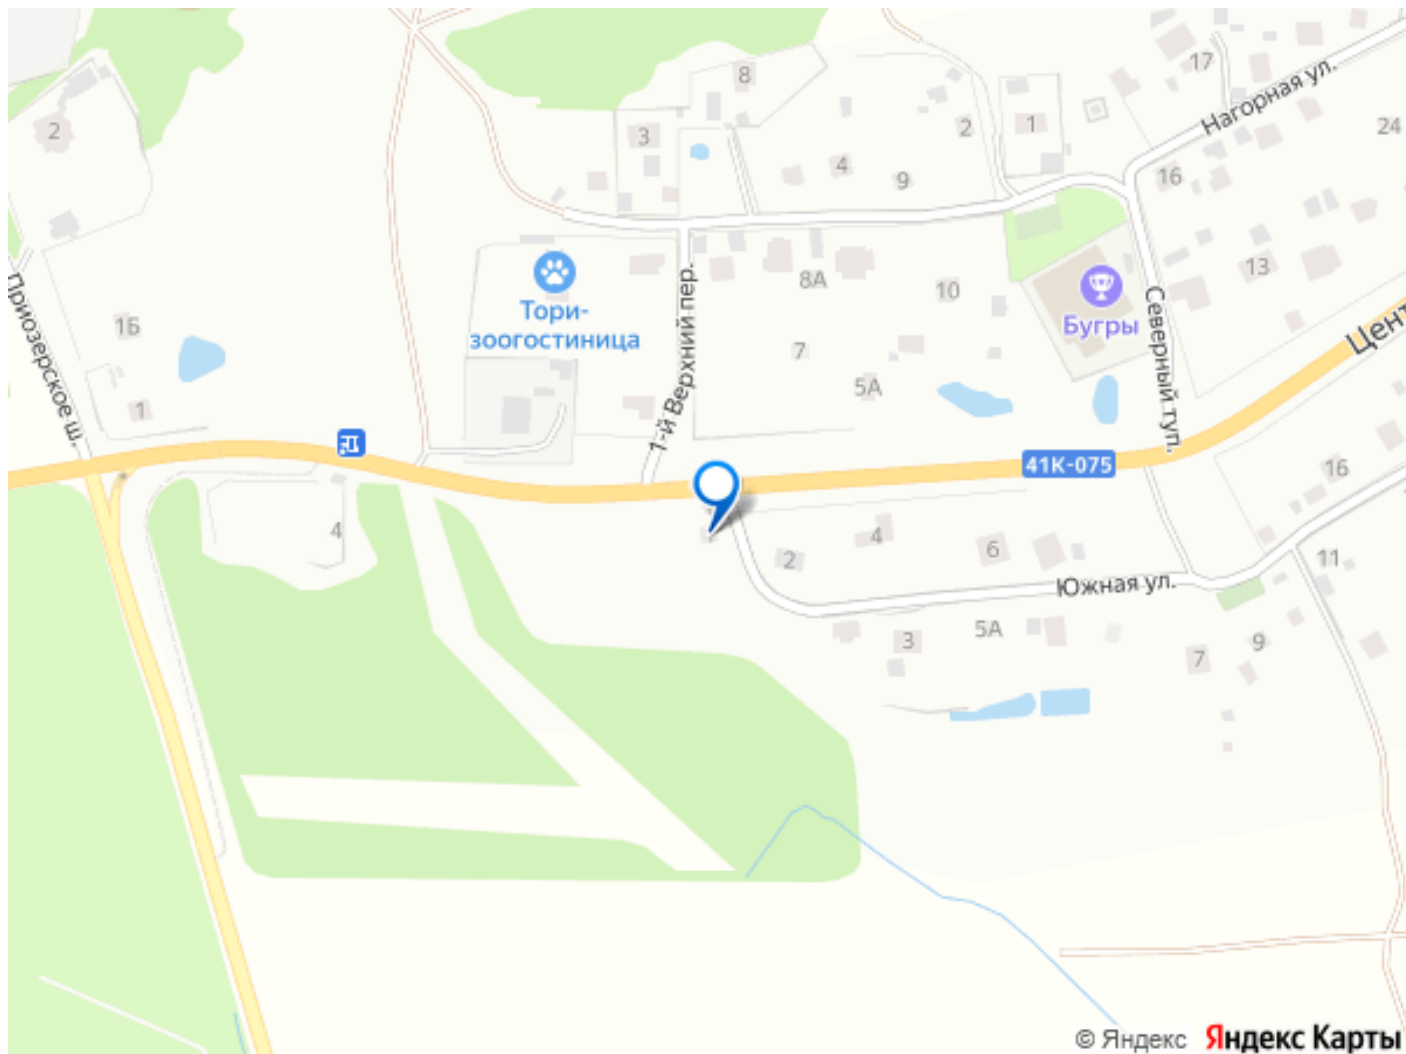 8
17
Нагорная ул.
2
3
2
1
24
4
9
16
Тори-
зоогостиница
1-й Верхний пер.
8А
10
13
Бугры
Северный туп.
Цент
Приозерское ш.
1Б
7
5А
1
41К-075
16
4
2
4
6
11
Южная ул.
3
5А
9
7
© Яндекс Яндекс Карты